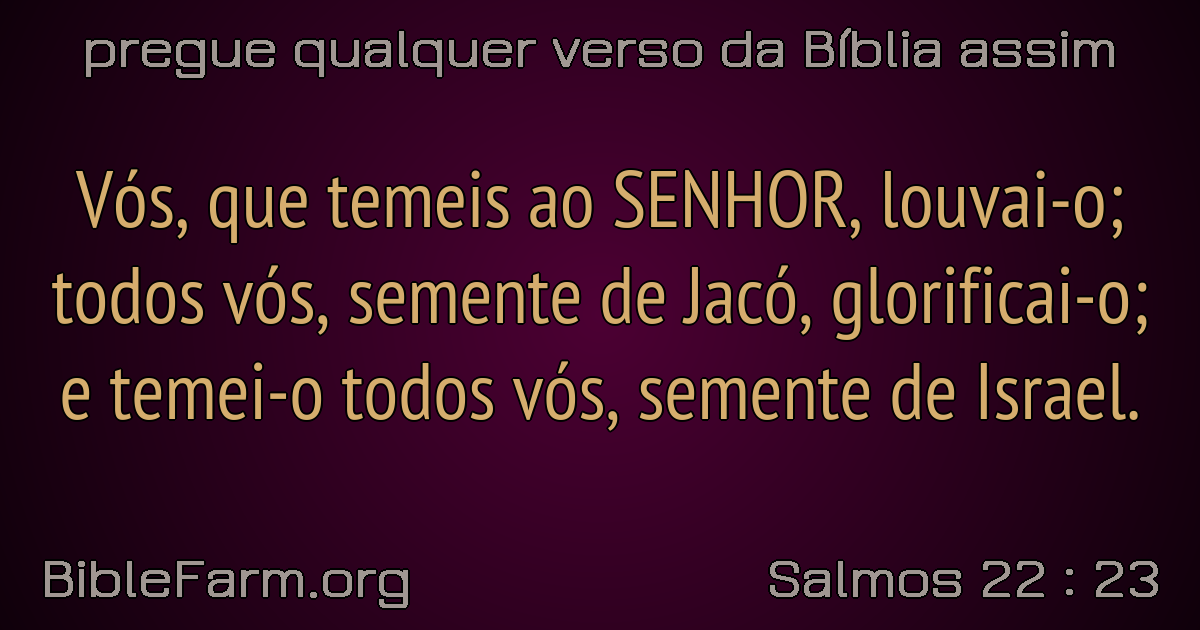 pregue qualquer verso da Bíblia assim
Vós, que temeis ao SENHOR, louvai-o;
todos vós, semente de Jacó, glorificai-o;
e temei-o todos vós, semente de Israel.
BibleFarm.org
Salmos 22 : 23